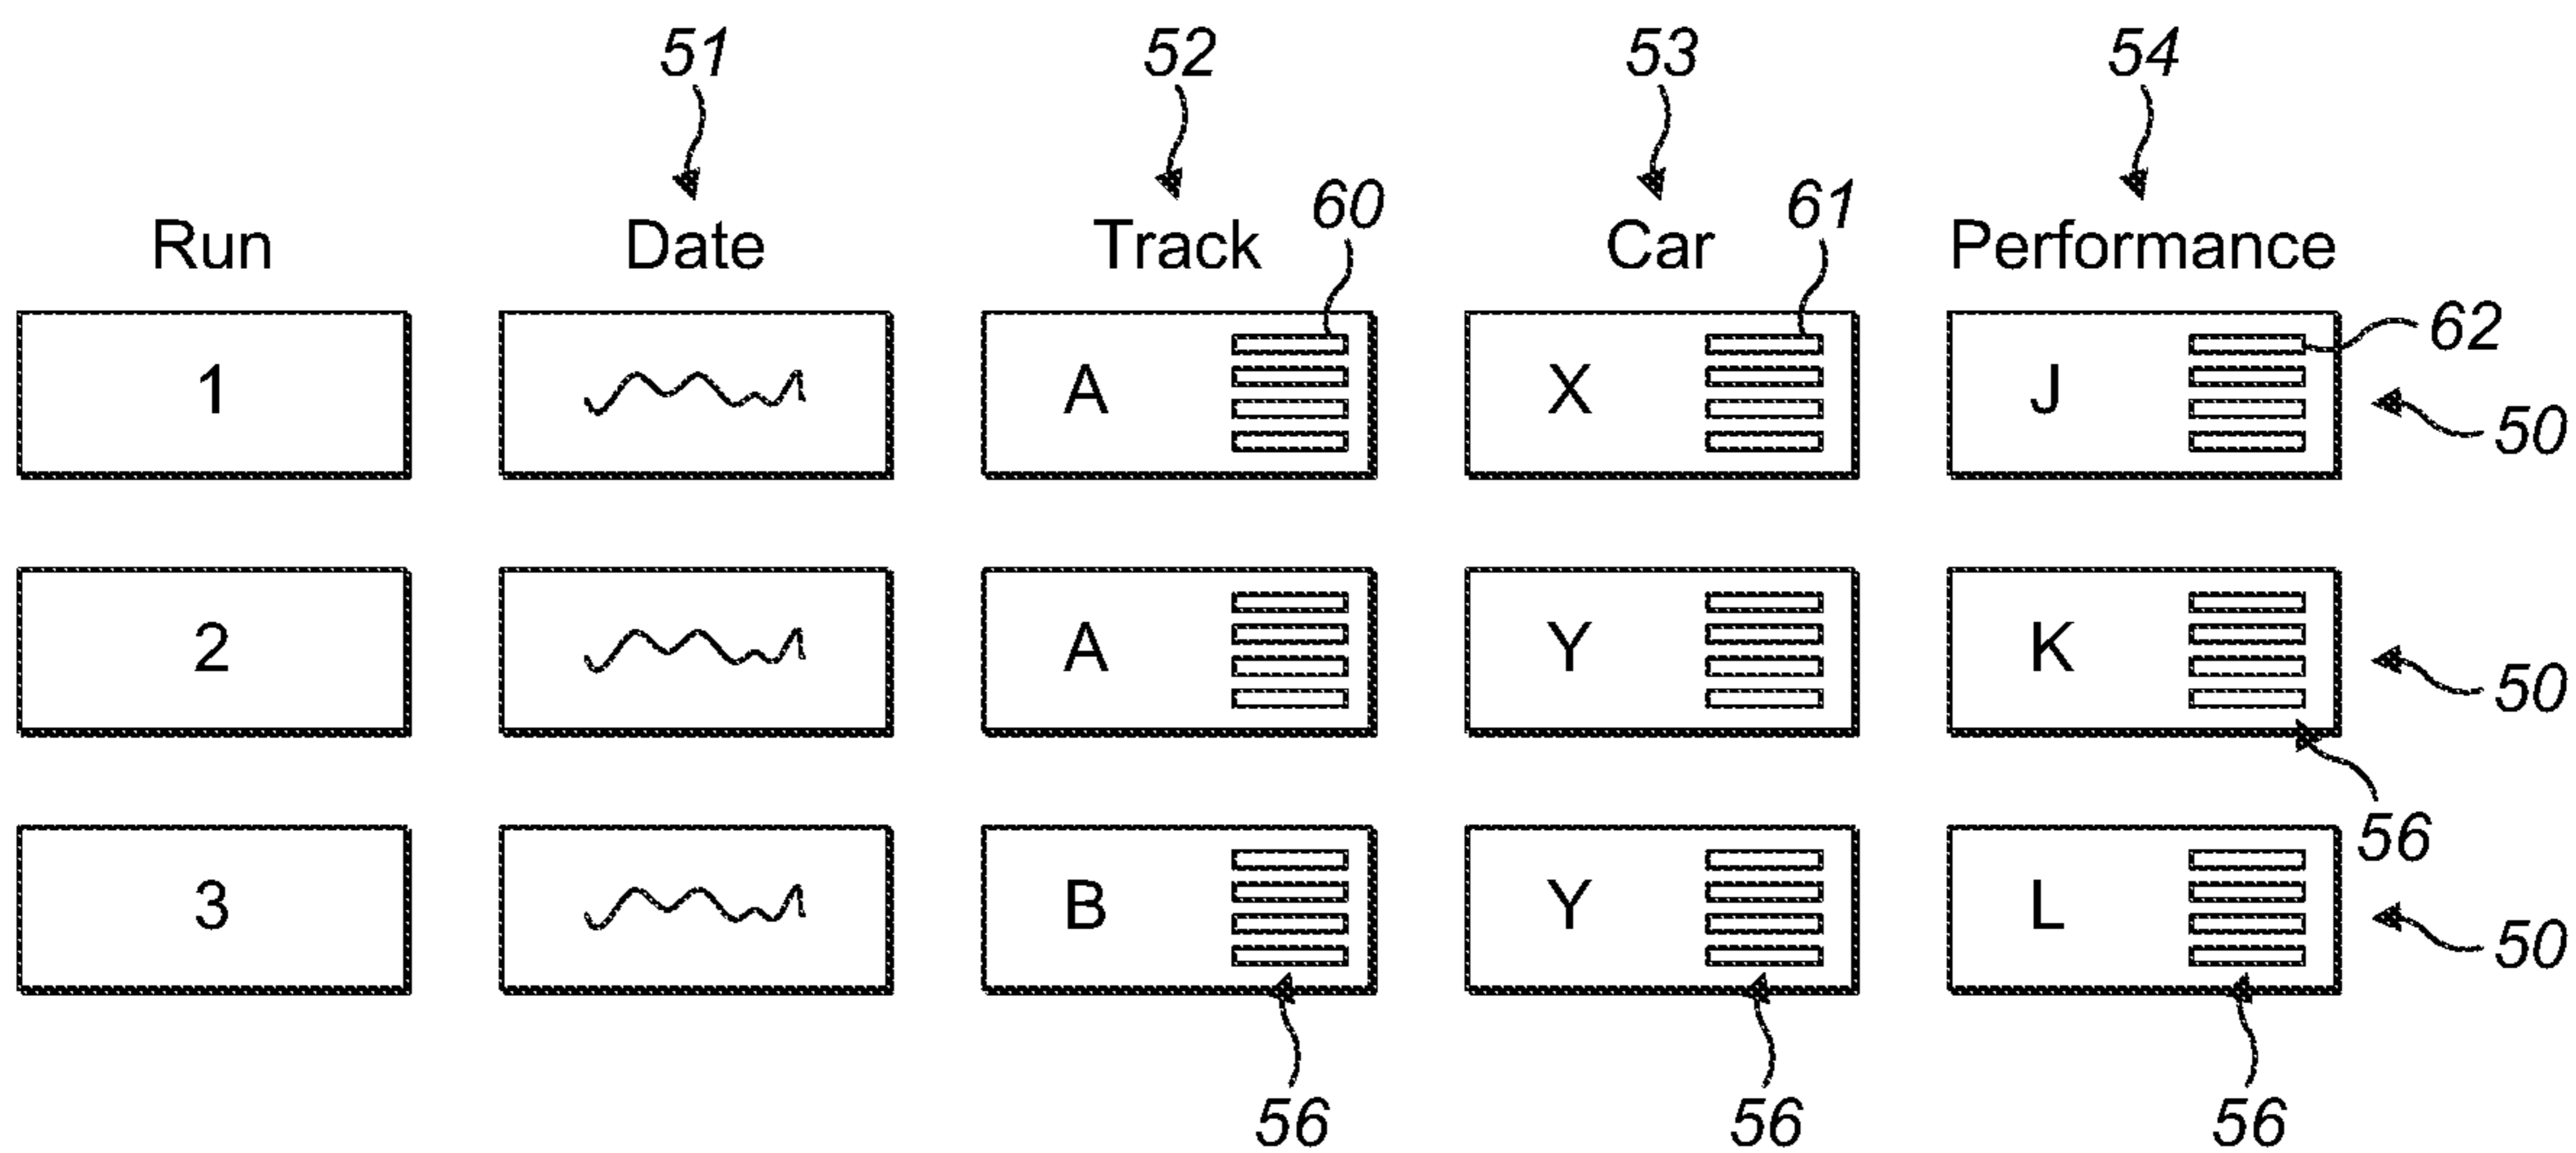 51 52 53 54
60 61
Run Date Track Car Performance
62
1 A X J
50
2 A Y K
50
56
3 B Y L
50
56 56 56